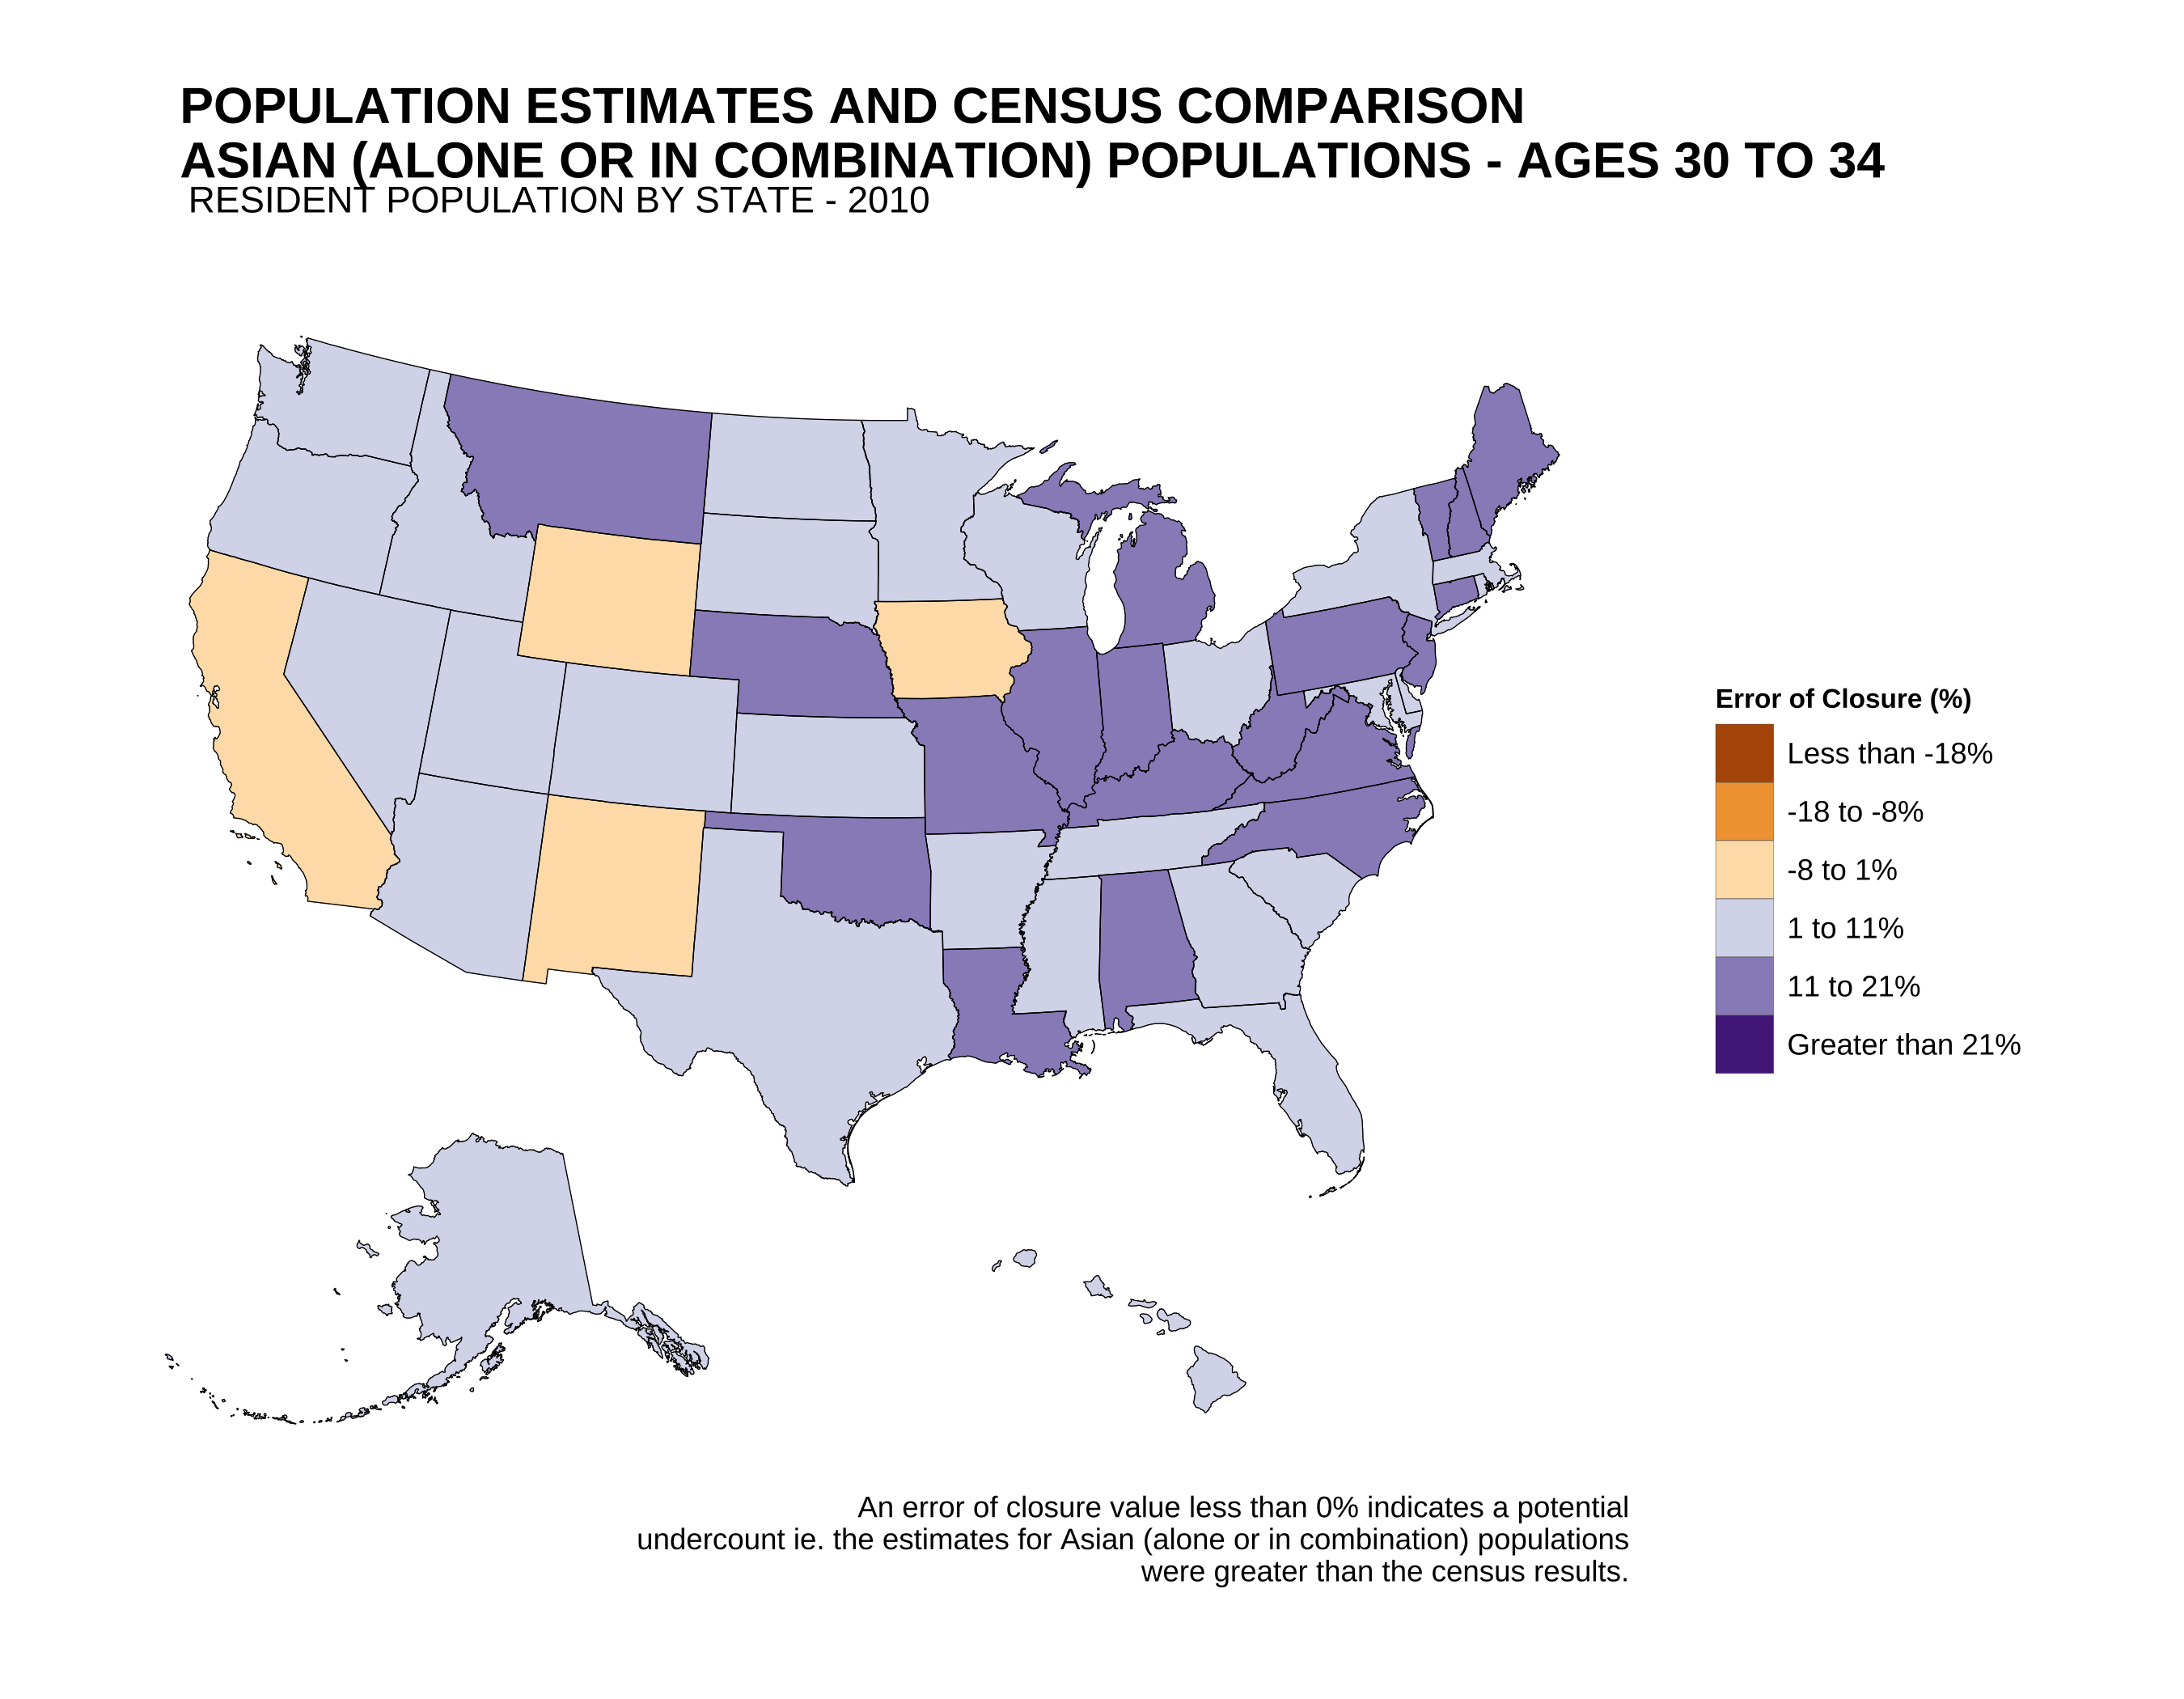 POPULATION ESTIMATES AND CENSUS COMPARISON
ASIAN (ALONE OR IN COMBINATION) POPULATIONS - AGES 30 TO 34
RESIDENT POPULATION BY STATE - 2010
Error of Closure (%)
Less than -18%
-18 to -8%
-8 to 1%
1 to 11%
11 to 21%
Greater than 21%
An error of closure value less than 0% indicates a potential
undercount ie. the estimates for Asian (alone or in combination) populations
were greater than the census results.